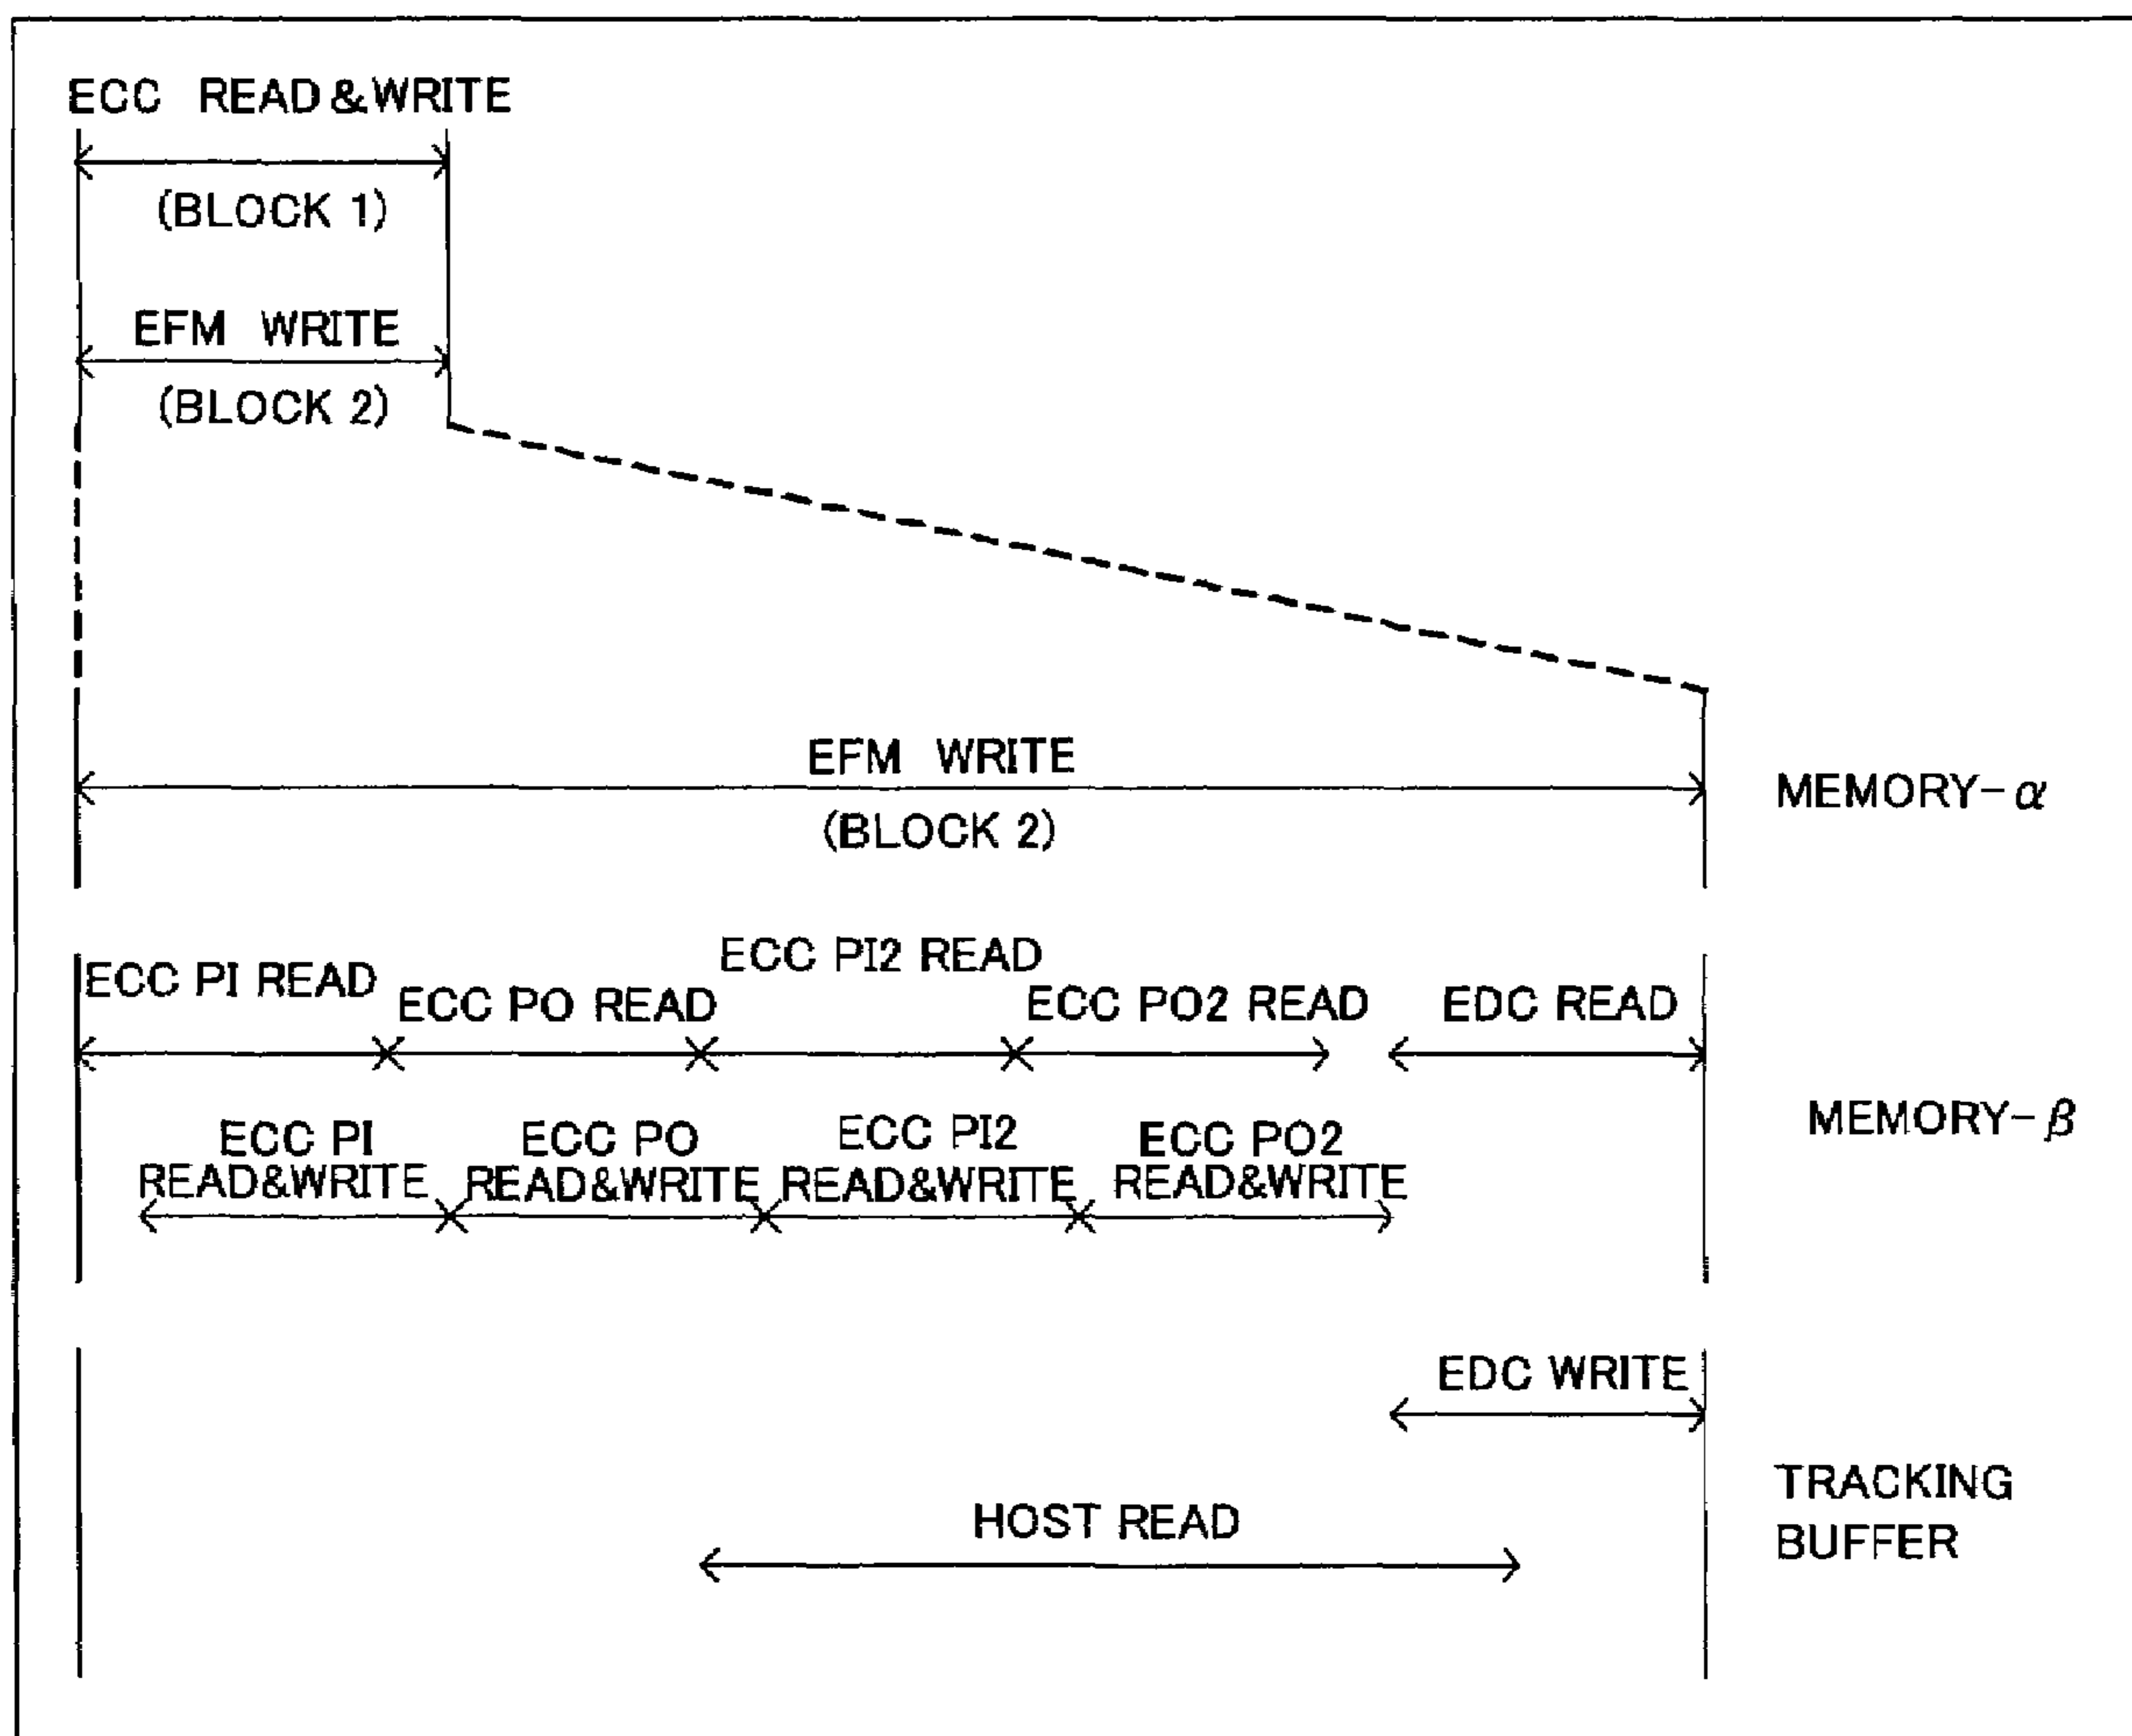 ECC READ&WRITE
(BLOCK 1)
EFM WRITE
(BLOCK 2)
EFM WRITE
(BLOCK 2)
MEMORY-α
ECC PI READ
ECC PO READ
ECC PI2 READ
ECC PO2 READ
EDC READ
MEMORY-β
ECC PI
READ&WRITE
ECC PO
READ&WRITE
ECC PI2
READ&WRITE
ECC PO2
READ&WRITE
EDC WRITE
HOST READ
TRACKING
BUFFER